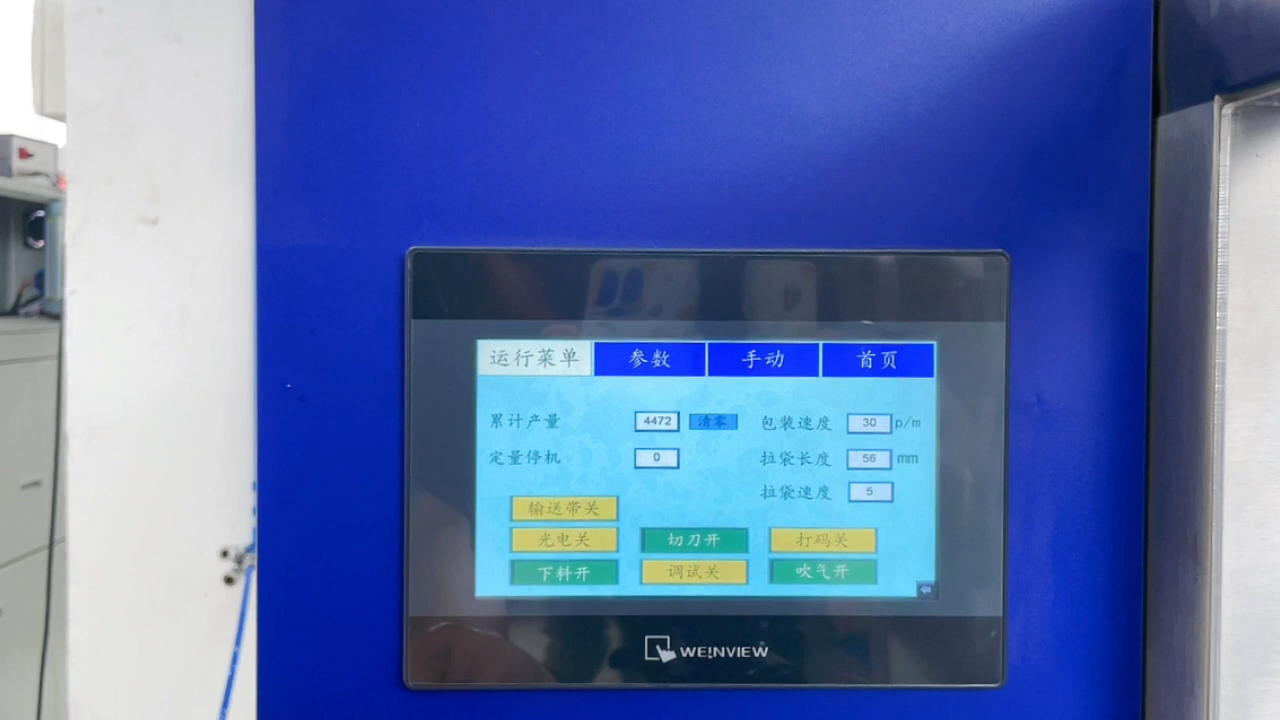 运行菜单 参数 手动 首页
累计产量 4472 清零 包装速度 30 p/m
定量停机 0 拉袋长度 56 mm
拉袋速度 5
输送带关
光电关 切刀开 打码关
下料开 调试关 吹气开
WEINVIEW